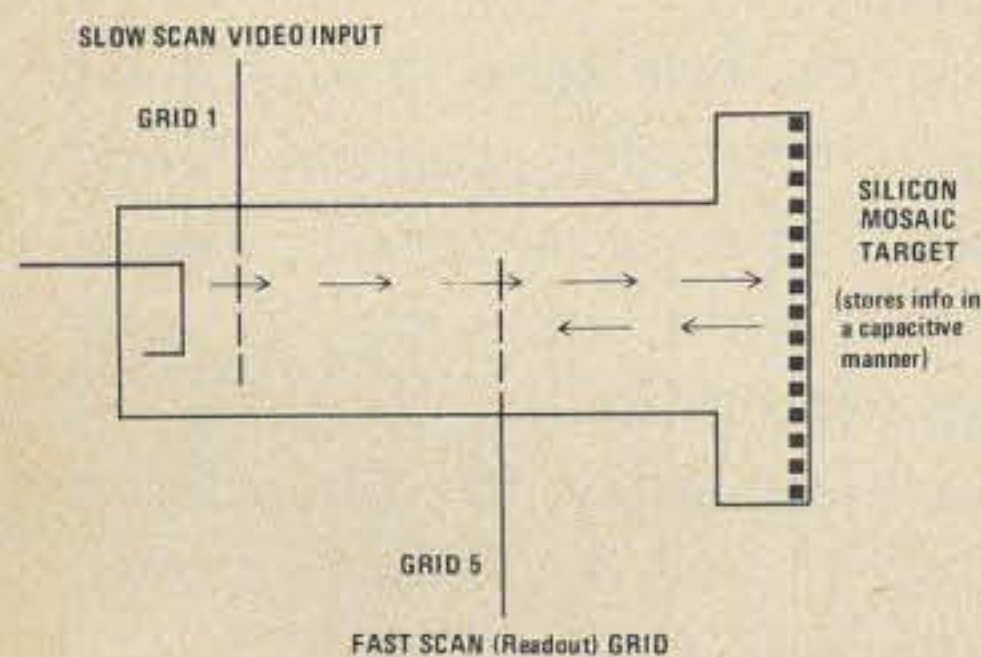 SLOW SCAN VIDEO INPUT
GRID 1
SILICON
MOSAIC
TARGET
(stores info in
a capacitive
manner)
GRID 5
FAST SCAN (Readout) GRID